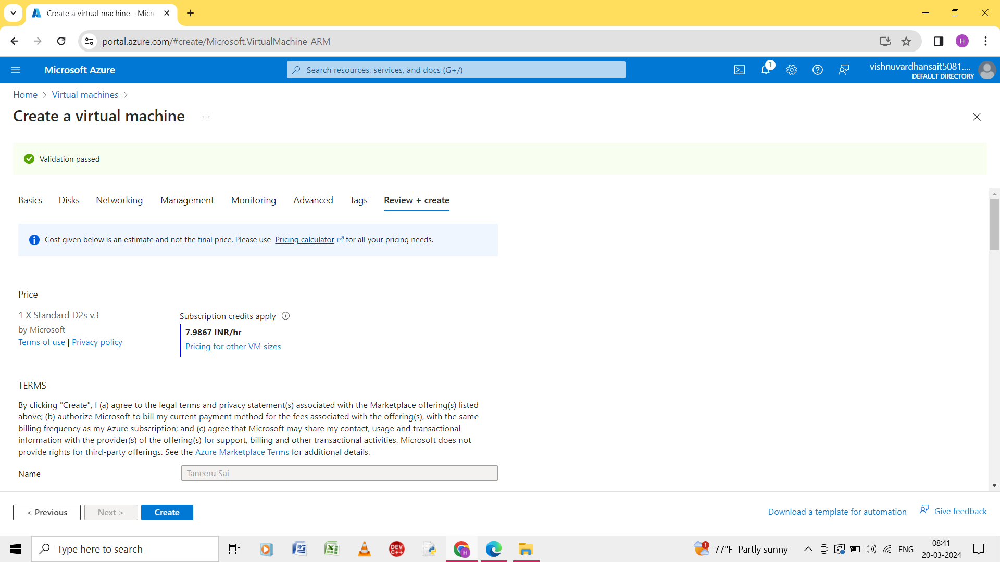 Create a virtual machine - Micro
portal.azure.com/#create/Microsoft.VirtualMachine-ARM
H
Microsoft Azure
Search resources, services, and docs (G+/)
1
vishnuvardhansait5081....
DEFAULT DIRECTORY
Home > Virtual machines >
Create a virtual machine ...
Validation passed
Basics Disks Networking Management Monitoring Advanced Tags Review + create
Cost given below is an estimate and not the final price. Please use Pricing calculator for all your pricing needs.
Price
1 X Standard D2s v3
by Microsoft
Terms of use | Privacy policy
Subscription credits apply
7.9867 INR/hr
Pricing for other VM sizes
TERMS
By clicking "Create", I (a) agree to the legal terms and privacy statement(s) associated with the Marketplace offering(s) listed
above; (b) authorize Microsoft to bill my current payment method for the fees associated with the offering(s), with the same
billing frequency as my Azure subscription; and (c) agree that Microsoft may share my contact, usage and transactional
information with the provider(s) of the offering(s) for support, billing and other transactional activities. Microsoft does not
provide rights for third-party offerings. See the Azure Marketplace Terms for additional details.
Name Taneeru Sai
< Previous Next > Create
Download a template for automation Give feedback
Type here to search
DEV C++
H
1
77°F Partly sunny
ENG
08:41
20-03-2024